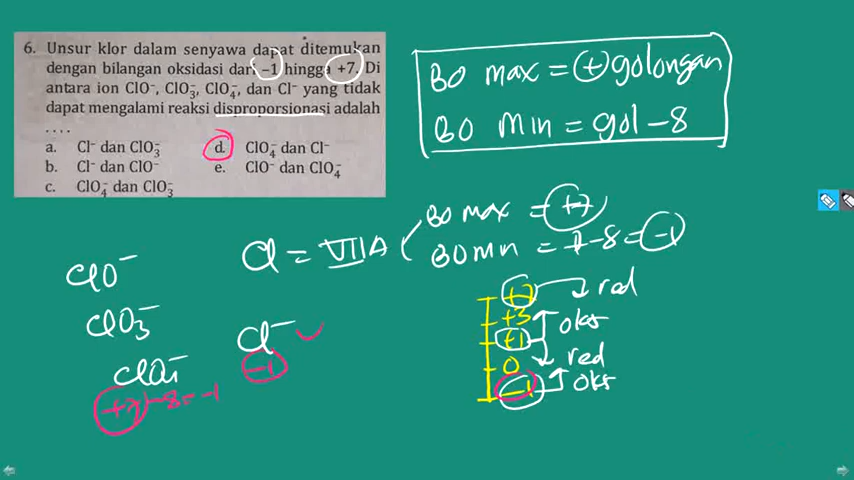 6. Unsur klor dalam senyawa dapat ditemukan
dengan bilangan oksidasi dari −1 hingga +7. Di
antara ion ClO⁻, ClO₃⁻, ClO₄⁻, dan Cl⁻ yang tidak
dapat mengalami reaksi disproporsionasi adalah
....
a. Cl⁻ dan ClO₃⁻
b. Cl⁻ dan ClO⁻
c. ClO₄⁻ dan ClO₃⁻
d. ClO₄⁻ dan Cl⁻
e. ClO⁻ dan ClO₄⁻
BO max = (+) golongan
BO Min = gol − 8
Cl = VIIA
BO max = +7
BO Min = 7 − 8 = −1
ClO⁻
ClO₃⁻
ClO₄⁻
+7 − 8 = −1
Cl⁻ ✓
−1
+7 red
+3 oks
+1
0 red
−1 oks